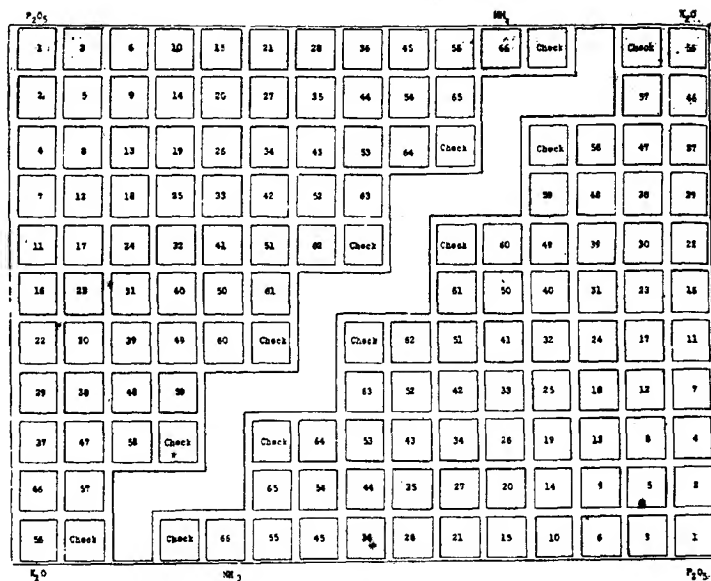 P₂O₅ NH₃ K₂O
1 3 6 10 15 21 28 36 45 55 66 Check Check 56
2 5 9 14 20 27 35 44 54 65 57 46
4 8 13 19 26 34 43 53 64 Check Check 58 47 37
7 12 18 25 33 42 52 63 59 48 38 29
11 17 24 32 41 51 62 Check Check 60 49 39 30 22
16 23 31 40 50 61 61 50 40 31 23 16
22 30 39 49 60 Check Check 62 51 41 32 24 17 11
29 38 48 59 63 52 42 33 25 18 12 7
37 47 58 Check Check 64 53 43 34 26 19 13 8 4
46 57 65 54 44 35 27 20 14 9 5 2
56 Check Check 66 55 45 36 28 21 15 10 6 3 1
K₂O NH₃ P₂O₅